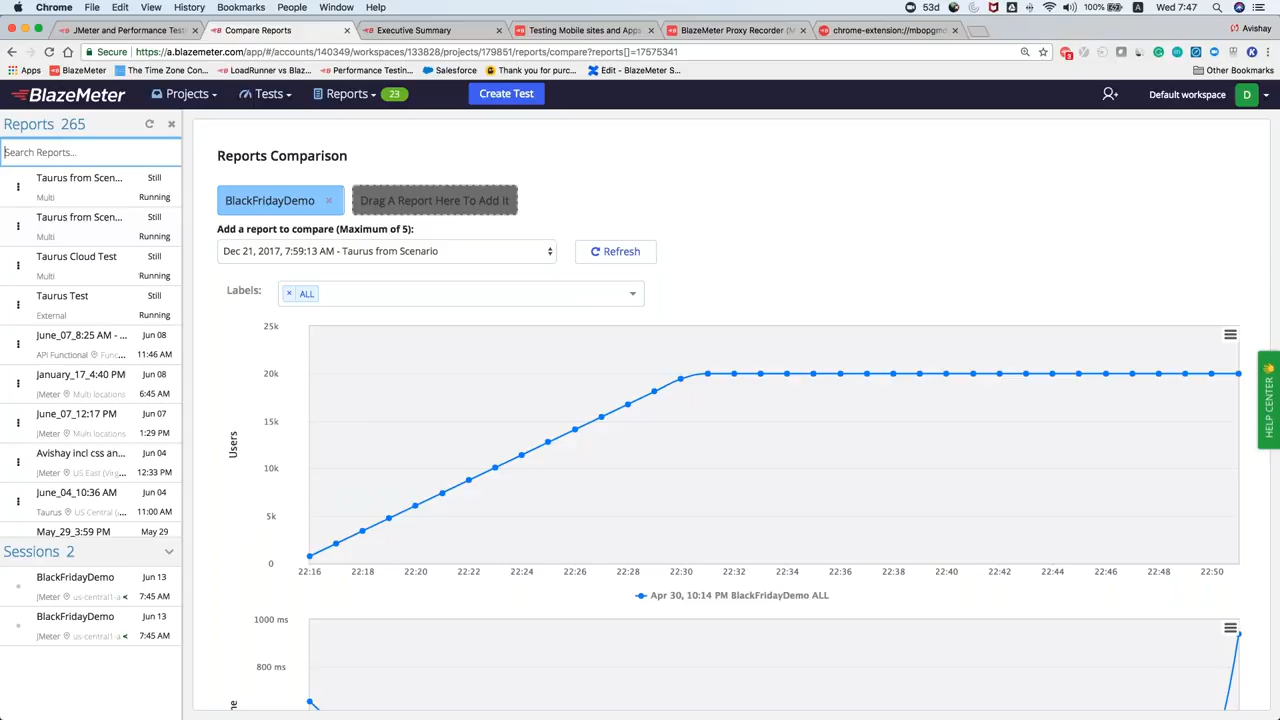 Chrome File Edit View History Bookmarks People Window Help 53d 100% Wed 7:47
JMeter and Performance Testi
Compare Reports
Executive Summary
Testing Mobile sites and Apps
BlazeMeter Proxy Recorder (M
chrome-extension://mbopgmd
Avishay
Secure https://a.blazemeter.com/app/#/accounts/140349/workspaces/133828/projects/179851/reports/compare?reports[]=17575341
Apps BlazeMeter The Time Zone Con... LoadRunner vs Blaz... Performance Testin... Salesforce Thank you for purc... Edit - BlazeMeter S... Other Bookmarks
BlazeMeter Projects Tests Reports 23 Create Test Default workspace D
Reports 265
Search Reports...
Taurus from Scen... Still
Multi Running
Taurus from Scen... Still
Multi Running
Taurus Cloud Test Still
Multi Running
Taurus Test Still
External Running
June_07_8:25 AM - ... Jun 08
API Functional Func... 11:46 AM
January_17_4:40 PM Jun 08
JMeter Multi locations 6:45 AM
June_07_12:17 PM Jun 07
JMeter Multi locations 1:29 PM
Avishay incl css an... Jun 04
JMeter US East (Virg... 12:33 PM
June_04_10:36 AM Jun 04
Taurus US Central (... 11:00 AM
May_29_3:59 PM May 29
Sessions 2
BlackFridayDemo Jun 13
JMeter us-central1-a 7:45 AM
BlackFridayDemo Jun 13
JMeter us-central1-a 7:45 AM
Reports Comparison
BlackFridayDemo × Drag A Report Here To Add It
Add a report to compare (Maximum of 5):
Dec 21, 2017, 7:59:13 AM - Taurus from Scenario Refresh
Labels: × ALL
25k
20k
15k
Users
10k
5k
0
22:16 22:18 22:20 22:22 22:24 22:26 22:28 22:30 22:32 22:34 22:36 22:38 22:40 22:42 22:44 22:46 22:48 22:50
Apr 30, 10:14 PM BlackFridayDemo ALL
1000 ms
800 ms
HELP CENTER